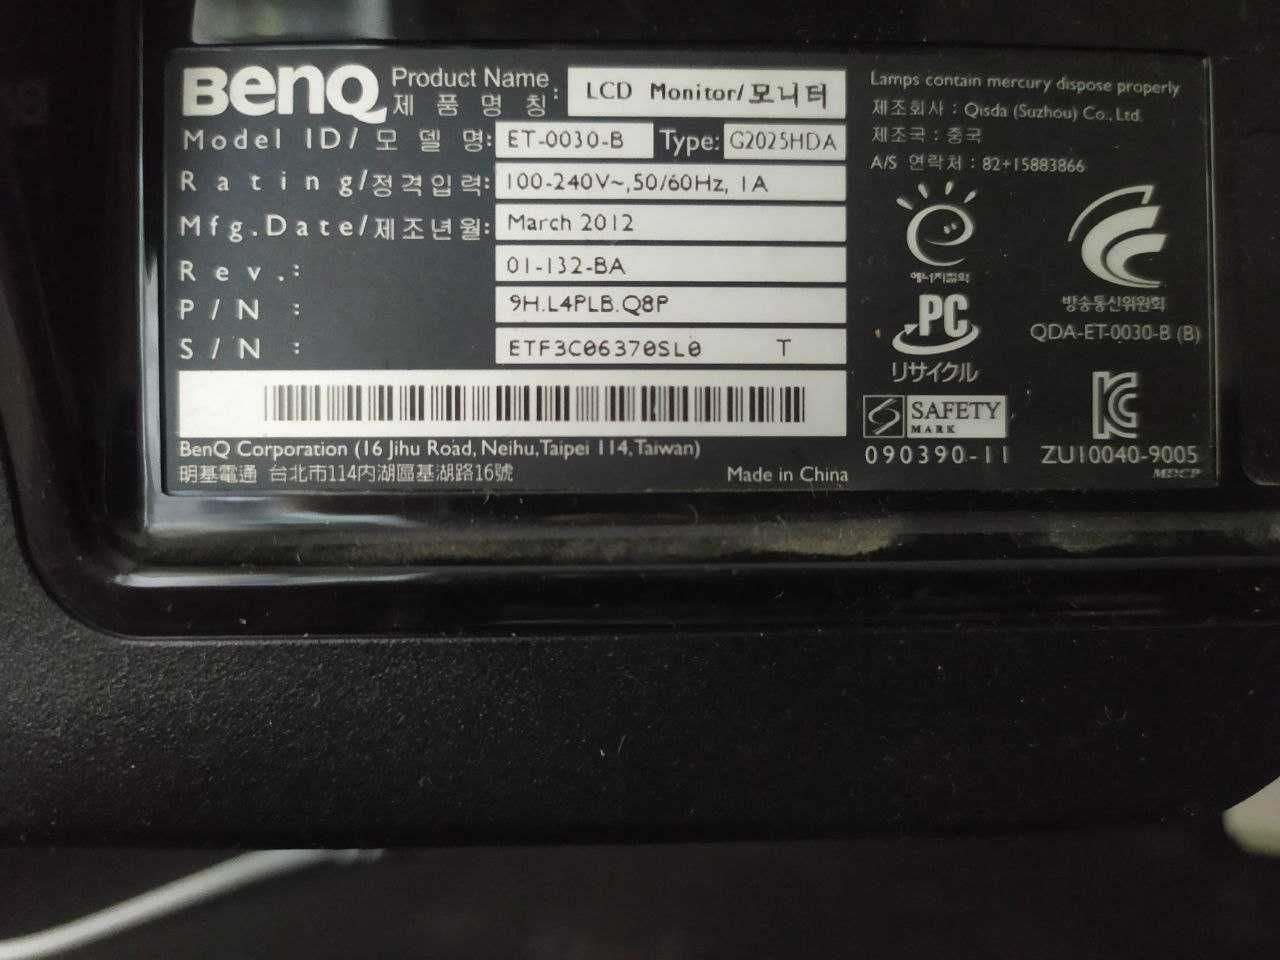 BenQ Product Name : LCD Monitor/모니터
제 품 명 칭
Model ID/ 모 델 명: ET-0030-B Type: G2025HDA
Rating/정격입력: 100-240V~,50/60Hz, 1A
Mfg.Date/제조년월: March 2012
Rev.: 01-132-BA
P/N : 9H.L4PLB.Q8P
S/N : ETF3C06370SL0 T
BenQ Corporation (16 Jihu Road, Neihu,Taipei 114,Taiwan)
明基電通 台北市114內湖區基湖路16號
Made in China
Lamps contain mercury dispose properly
제조회사 : Qisda (Suzhou) Co., Ltd
제조국 : 중국
A/S 연락처 : 82+15883866
에너지절약
방송통신위원회
QDA-ET-0030-B (B)
PC
リサイクル
SAFETY
MARK
090390-11
ZU10040-9005
MDCP